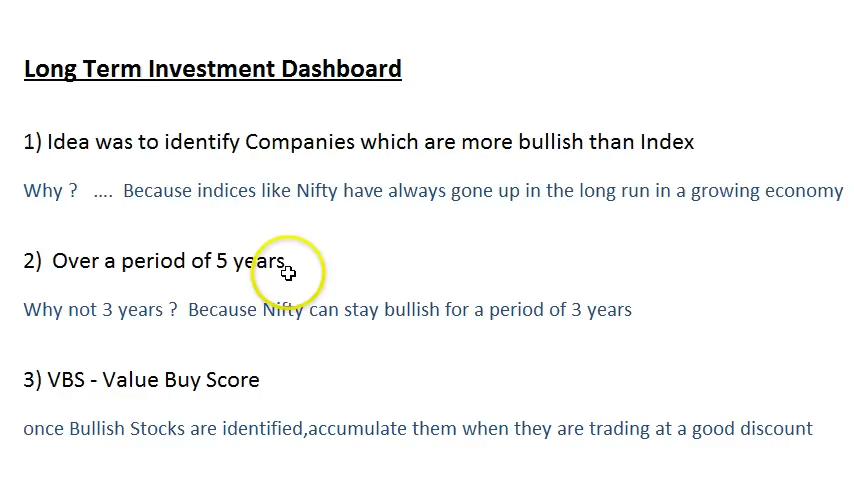 Long Term Investment Dashboard
1) Idea was to identify Companies which are more bullish than Index
Why ?   .... Because indices like Nifty have always gone up in the long run in a growing economy
2) Over a period of 5 years
Why not 3 years ? Because Nifty can stay bullish for a period of 3 years
3) VBS - Value Buy Score
once Bullish Stocks are identified,accumulate them when they are trading at a good discount